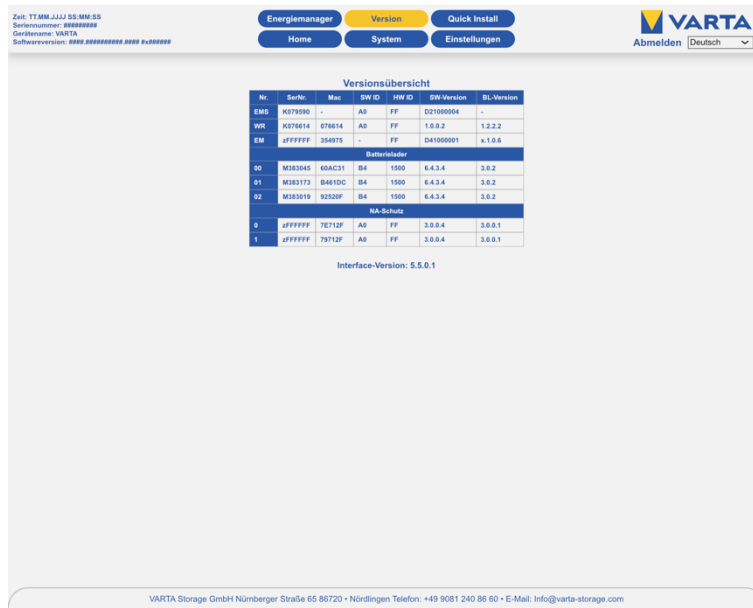 Zeit: TT.MM.JJJJ SS:MM:SS
Seriennummer: #########
Gerätename: VARTA
Softwareversion: ####.##########.#### #x######
Energiemanager Version Quick Install
Home System Einstellungen
VARTA
Abmelden Deutsch
Versionsübersicht
Nr. SerNr. Mac SW ID HW ID SW-Version BL-Version
EMS K079590 - A0 FF D21000004 -
WR K076614 076614 A0 FF 1.0.0.2 1.2.2.2
EM zFFFFFF 354975 - FF D41000001 s.1.0.6
Batterielader
00 M383045 60AC31 B4 1500 6.4.3.4 3.0.2
01 M383173 B461DC B4 1500 6.4.3.4 3.0.2
02 M383019 92520F B4 1500 6.4.3.4 3.0.2
NA-Schutz
0 zFFFFFF 7E712F A0 FF 3.0.0.4 3.0.0.1
1 zFFFFFF 79712F A0 FF 3.0.0.4 3.0.0.1
Interface-Version: 5.5.0.1
VARTA Storage GmbH Nürnberger Straße 65 86720 • Nördlingen Telefon: +49 9081 240 86 60 • E-Mail: Info@varta-storage.com